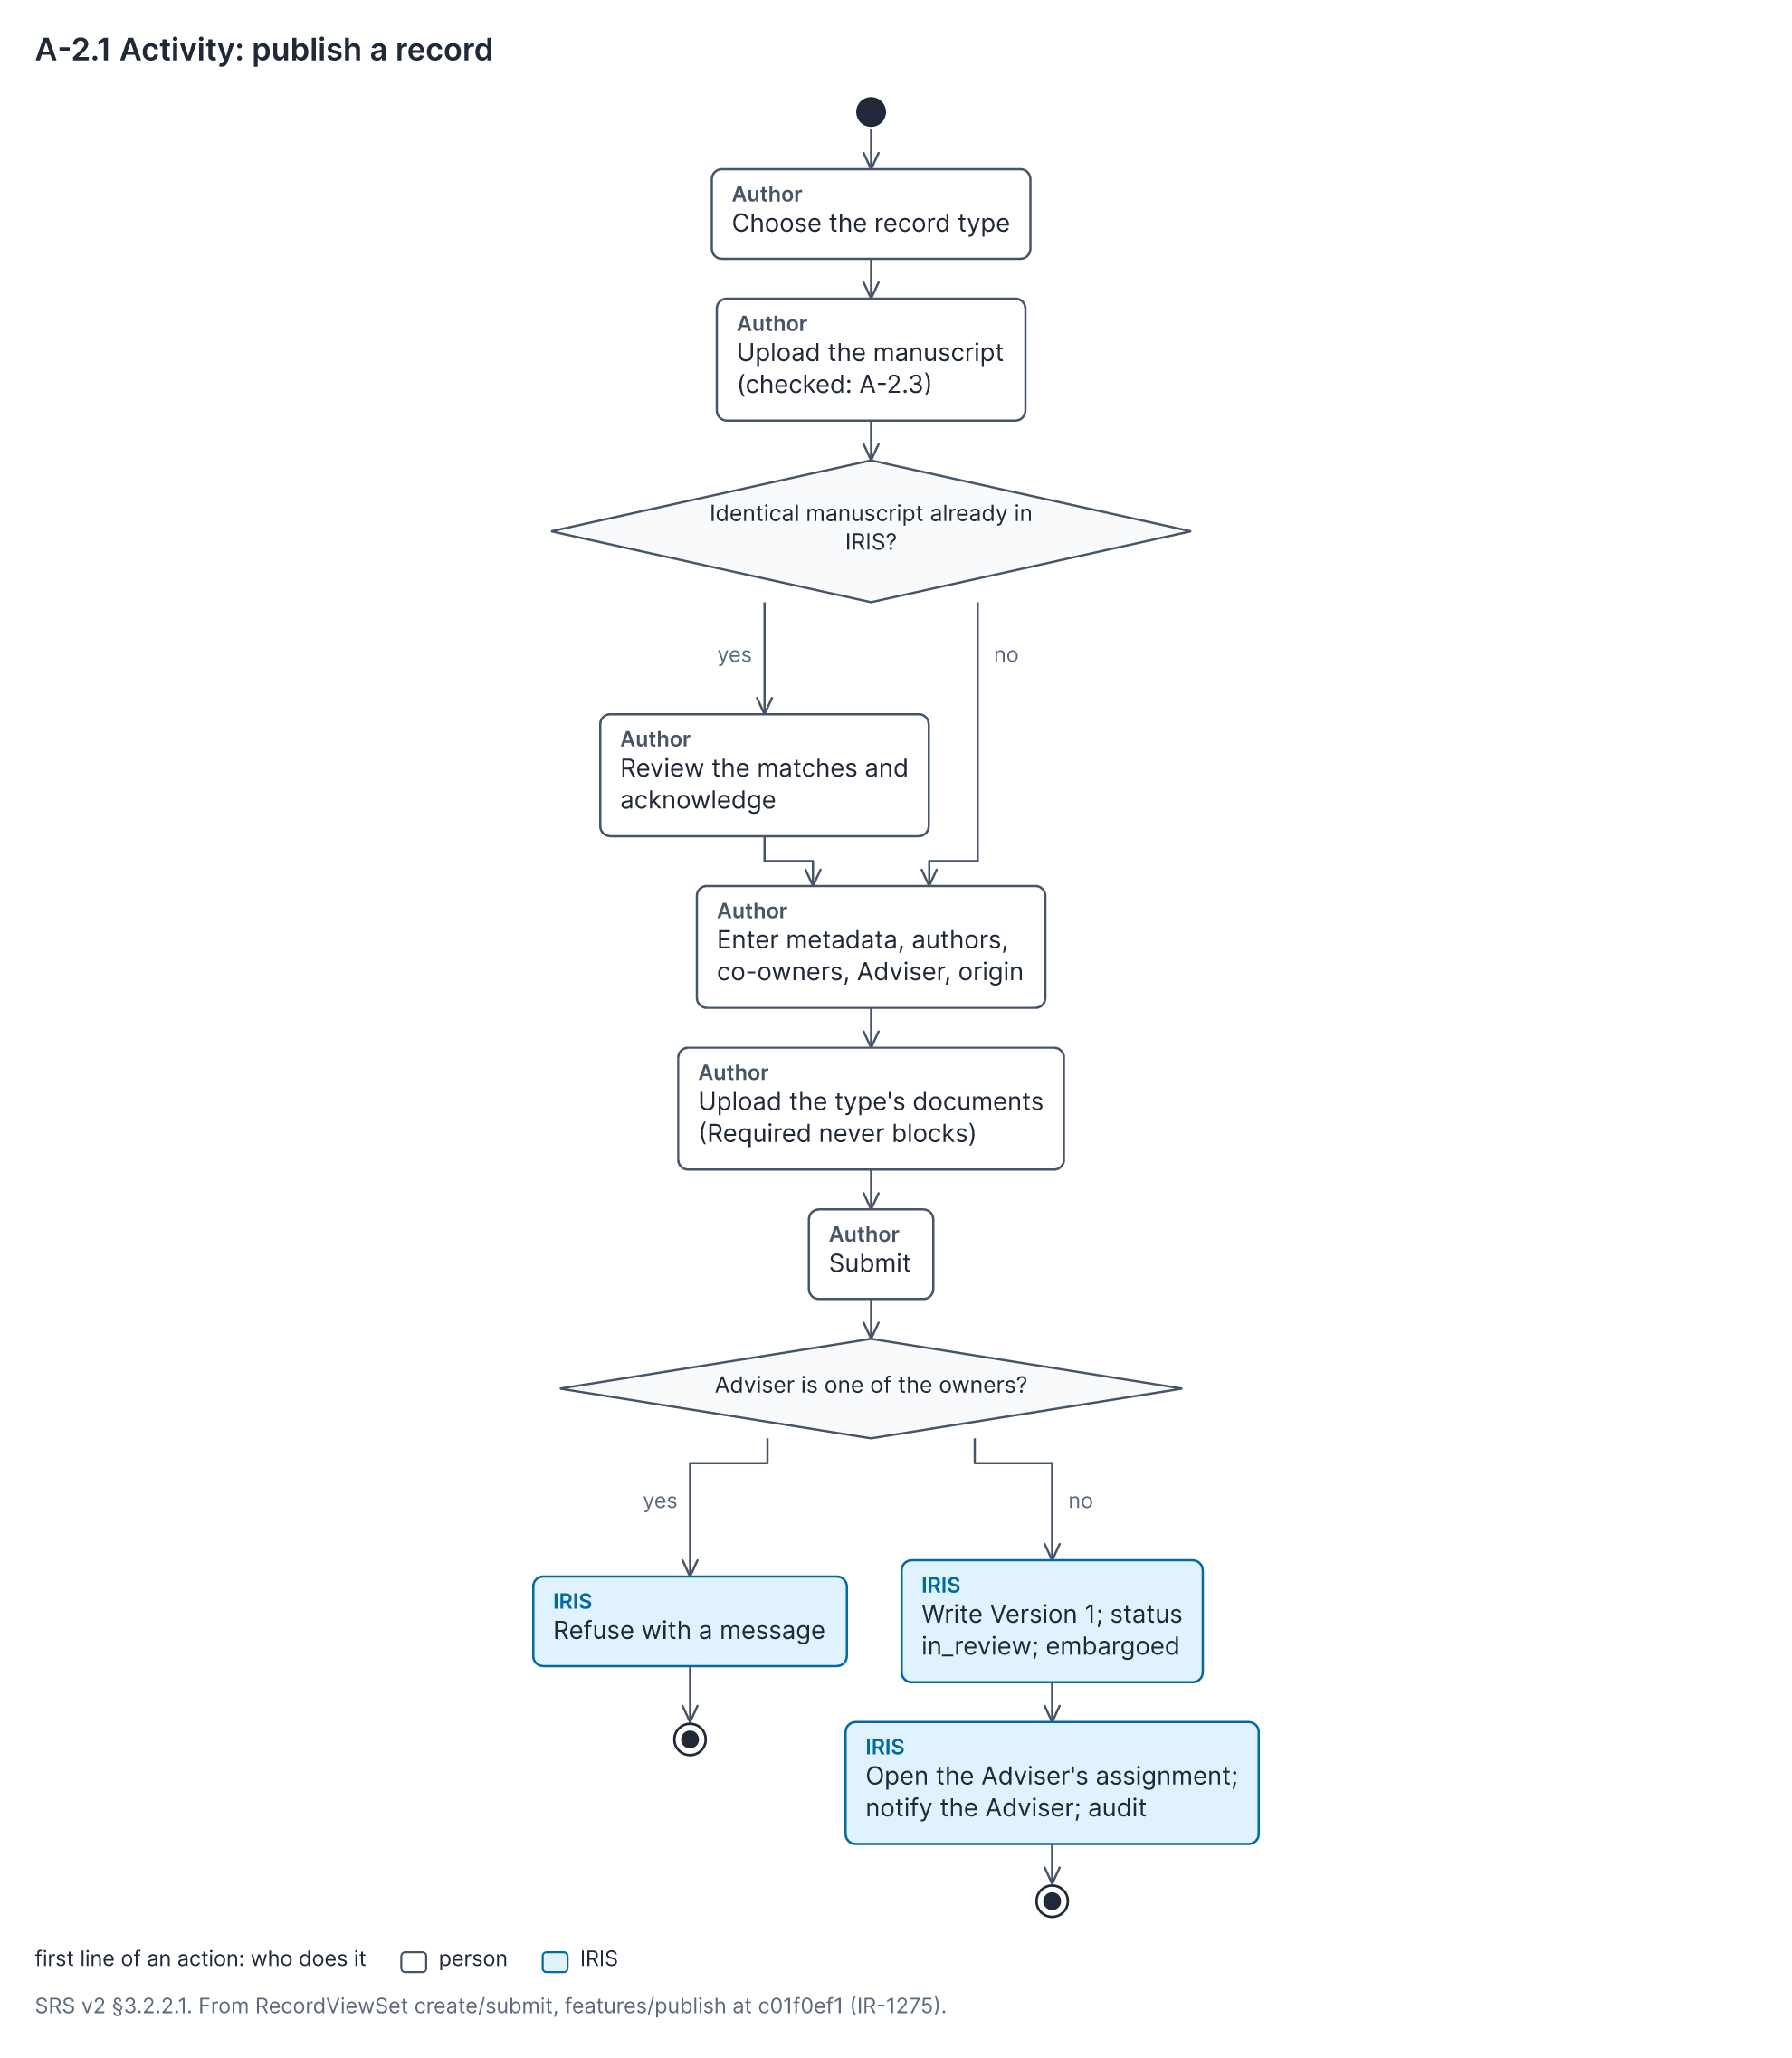 A-2.1 Activity: publish a record
Author
Choose the record type
Author
Upload the manuscript
(checked: A-2.3)
Identical manuscript already in
IRIS?
yes
no
Author
Review the matches and
acknowledge
Author
Enter metadata, authors,
co-owners, Adviser, origin
Author
Upload the type's documents
(Required never blocks)
Author
Submit
Adviser is one of the owners?
yes
no
IRIS
Refuse with a message
IRIS
Write Version 1; status
in_review; embargoed
IRIS
Open the Adviser's assignment;
notify the Adviser; audit
first line of an action: who does it
person
IRIS
SRS v2 §3.2.2.1. From RecordViewSet create/submit, features/publish at c01f0ef1 (IR-1275).